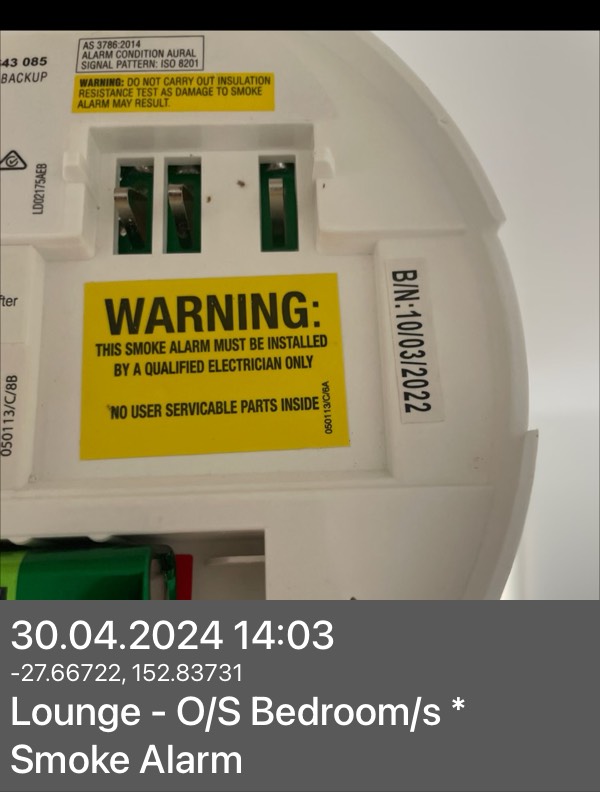 43 085
BACKUP
AS 3786:2014
ALARM CONDITION AURAL
SIGNAL PATTERN: ISO 8201
WARNING: DO NOT CARRY OUT INSULATION
RESISTANCE TEST AS DAMAGE TO SMOKE
ALARM MAY RESULT.
LD02175AEB
WARNING:
THIS SMOKE ALARM MUST BE INSTALLED
BY A QUALIFIED ELECTRICIAN ONLY
NO USER SERVICABLE PARTS INSIDE
050113/C/6A
B/N:10/03/2022
fter
050113/C/8B
30.04.2024 14:03
-27.66722, 152.83731
Lounge - O/S Bedroom/s *
Smoke Alarm